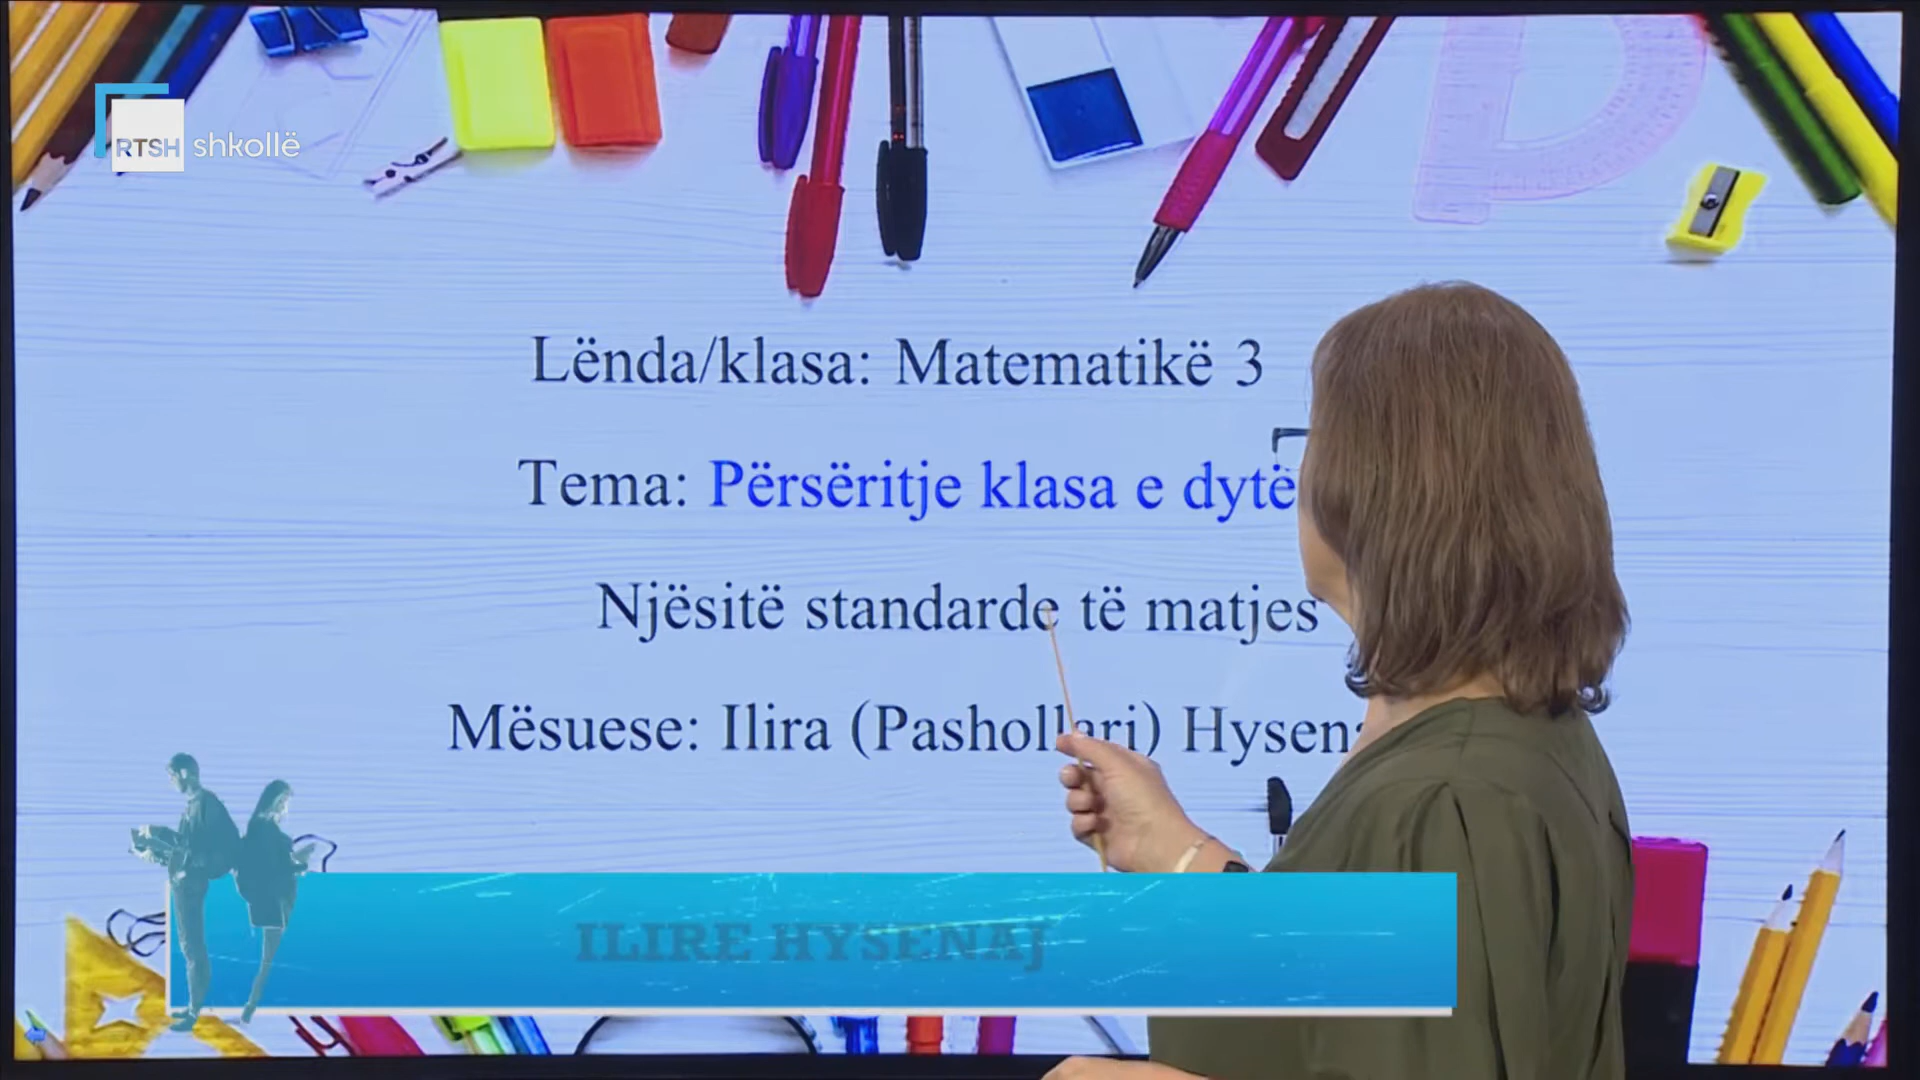 RTSH shkollë
Lënda/klasa: Matematikë 3
Tema: Përsëritje klasa e dytë
Njësitë standarde të matjes
Mësuese: Ilira (Pashollari) Hysena
ILIRE HYSENAJ